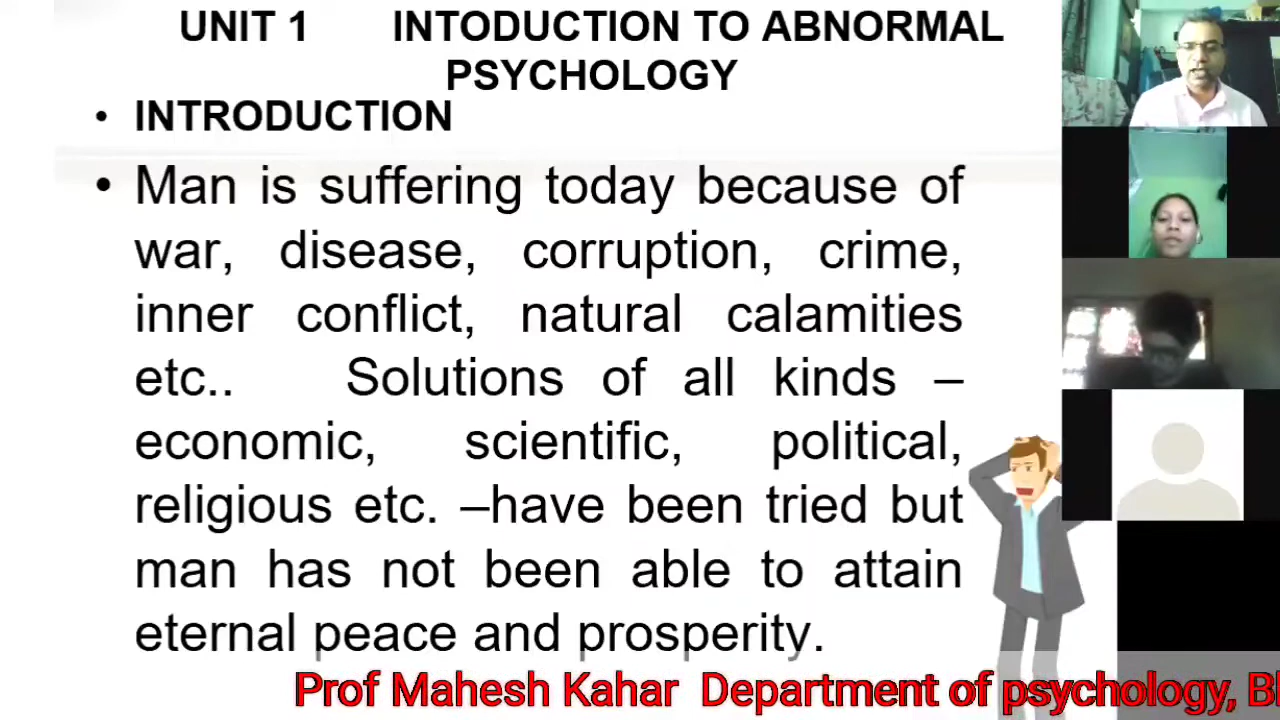 UNIT 1 INTODUCTION TO ABNORMAL
PSYCHOLOGY
• INTRODUCTION
• Man is suffering today because of
war, disease, corruption, crime,
inner conflict, natural calamities
etc.. Solutions of all kinds –
economic, scientific, political,
religious etc. –have been tried but
man has not been able to attain
eternal peace and prosperity.
Prof Mahesh Kahar Department of psychology,